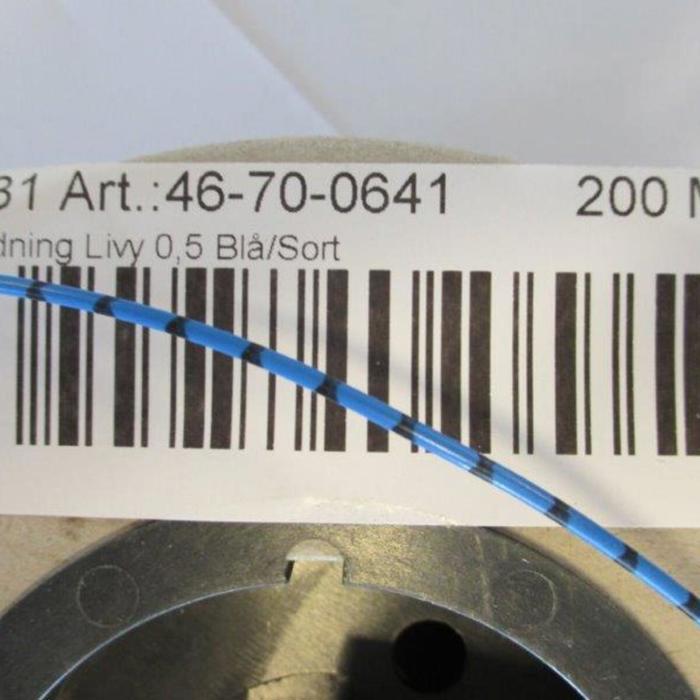 31 Art.:46-70-0641 200 M
dning Livy 0,5 Blå/Sort